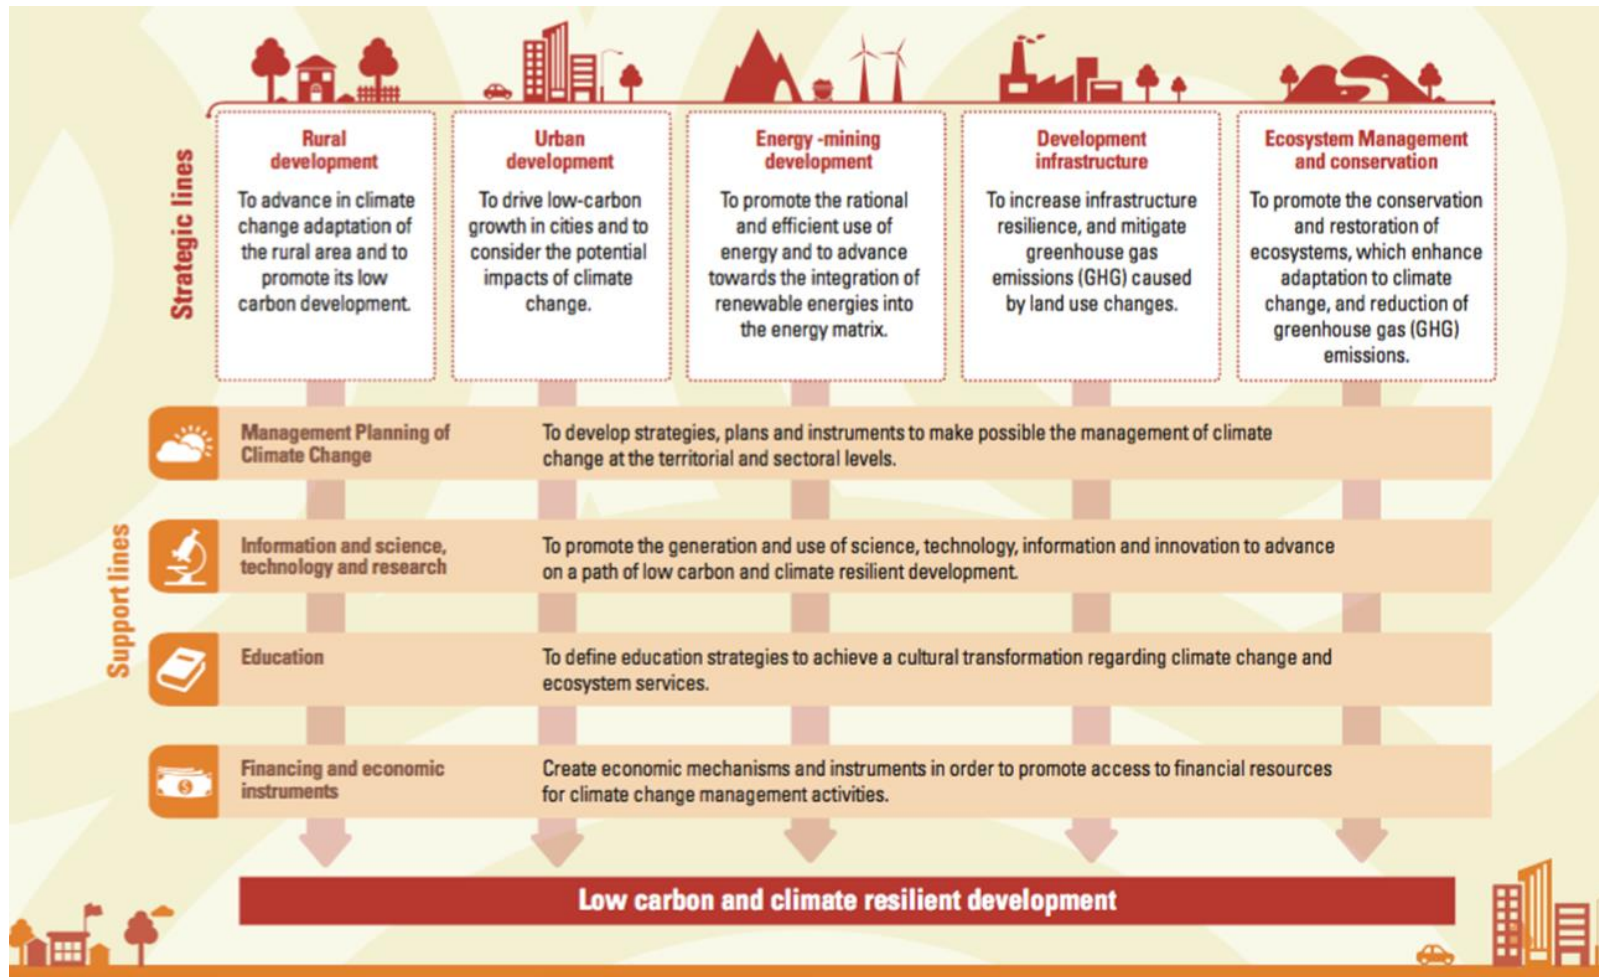 Strategic lines
Rural
development
To advance in climate
change adaptation of
the rural area and to
promote its low
carbon development.
Urban
development
To drive low-carbon
growth in cities and to
consider the potential
impacts of climate
change.
Energy -mining
development
To promote the rational
and efficient use of
energy and to advance
towards the integration of
renewable energies into
the energy matrix.
Development
infrastructure
To increase infrastructure
resilience, and mitigate
greenhouse gas
emissions (GHG) caused
by land use changes.
Ecosystem Management
and conservation
To promote the conservation
and restoration of
ecosystems, which enhance
adaptation to climate
change, and reduction of
greenhouse gas (GHG)
emissions.
Support lines
Management Planning of
Climate Change
To develop strategies, plans and instruments to make possible the management of climate
change at the territorial and sectoral levels.
Information and science,
technology and research
To promote the generation and use of science, technology, information and innovation to advance
on a path of low carbon and climate resilient development.
Education
To define education strategies to achieve a cultural transformation regarding climate change and
ecosystem services.
$
Financing and economic
instruments
Create economic mechanisms and instruments in order to promote access to financial resources
for climate change management activities.
Low carbon and climate resilient development